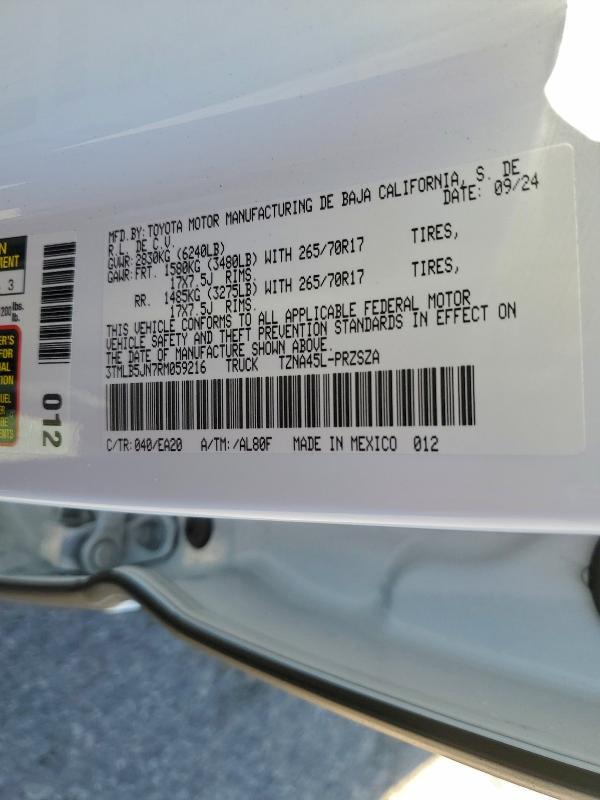 MFD.BY:TOYOTA MOTOR MANUFACTURING DE BAJA CALIFORNIA, S. DE
R.L. DE C.V. DATE: 09/24
GVWR: 2830KG (6240LB)
GAWR: FRT. 1580KG (3480LB) WITH 265/70R17 TIRES,
17X7.5J RIMS.
RR. 1485KG (3275LB) WITH 265/70R17 TIRES,
17X7.5J RIMS.
THIS VEHICLE CONFORMS TO ALL APPLICABLE FEDERAL MOTOR
VEHICLE SAFETY AND THEFT PREVENTION STANDARDS IN EFFECT ON
THE DATE OF MANUFACTURE SHOWN ABOVE.
3TMLB5JN7RM059216 TRUCK TZNA45L-PRZSZA
C/TR: 040/EA20 A/TM: /AL80F MADE IN MEXICO 012
012
3
lbs.